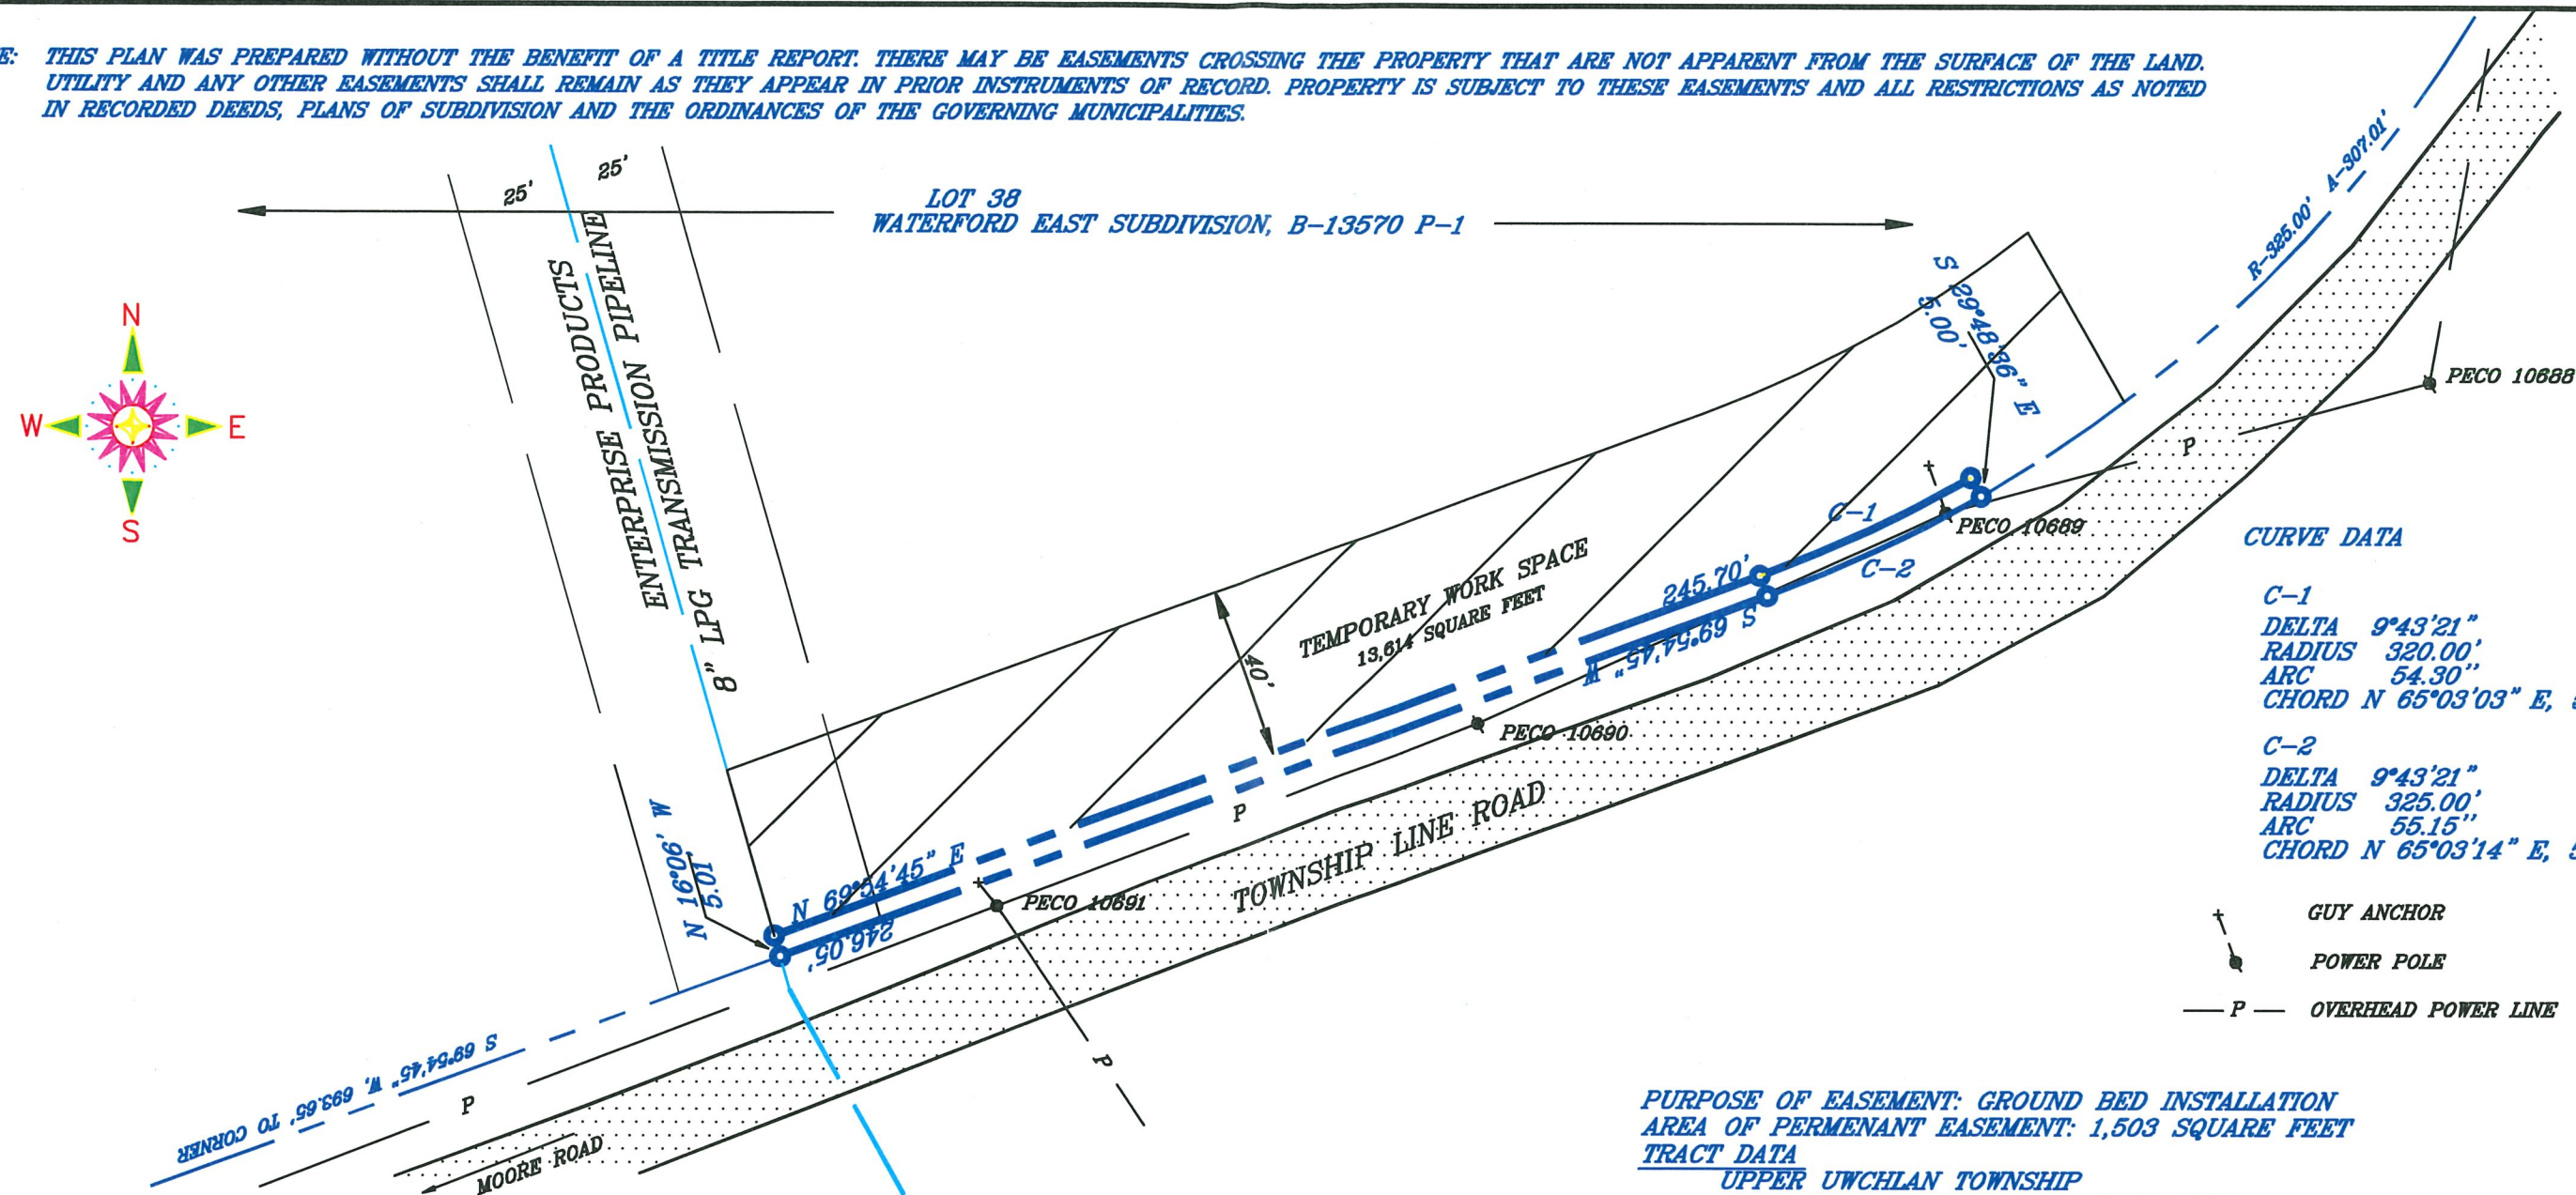 E: THIS PLAN WAS PREPARED WITHOUT THE BENEFIT OF A TITLE REPORT. THERE MAY BE EASEMENTS CROSSING THE PROPERTY THAT ARE NOT APPARENT FROM THE SURFACE OF THE LAND.
UTILITY AND ANY OTHER EASEMENTS SHALL REMAIN AS THEY APPEAR IN PRIOR INSTRUMENTS OF RECORD. PROPERTY IS SUBJECT TO THESE EASEMENTS AND ALL RESTRICTIONS AS NOTED
IN RECORDED DEEDS, PLANS OF SUBDIVISION AND THE ORDINANCES OF THE GOVERNING MUNICIPALITIES.
25'
25'
LOT 38
WATERFORD EAST SUBDIVISION, B-13570 P-1
R-325.00' A-307.01'
N
W
E
S
ENTERPRISE PRODUCTS
8" LPG TRANSMISSION PIPELINE
S 29°48'36" E
5.00'
PECO 10688
P
PECO 10689
C-1
C-2
245.70'
S 69°54'45" W
TEMPORARY WORK SPACE
13,614 SQUARE FEET
40'
PECO 10690
P
TOWNSHIP LINE ROAD
N 16°06' W
5.01'
N 69°54'45" E
246.05'
PECO 10691
P
S 69°54'45" W, 693.65' TO CORNER
P
MOORE ROAD
CURVE DATA
C-1
DELTA 9°43'21"
RADIUS 320.00'
ARC 54.30"
CHORD N 65°03'03" E,
C-2
DELTA 9°43'21"
RADIUS 325.00'
ARC 55.15"
CHORD N 65°03'14" E, 5
GUY ANCHOR
POWER POLE
P OVERHEAD POWER LINE
PURPOSE OF EASEMENT: GROUND BED INSTALLATION
AREA OF PERMENANT EASEMENT: 1,503 SQUARE FEET
TRACT DATA
UPPER UWCHLAN TOWNSHIP